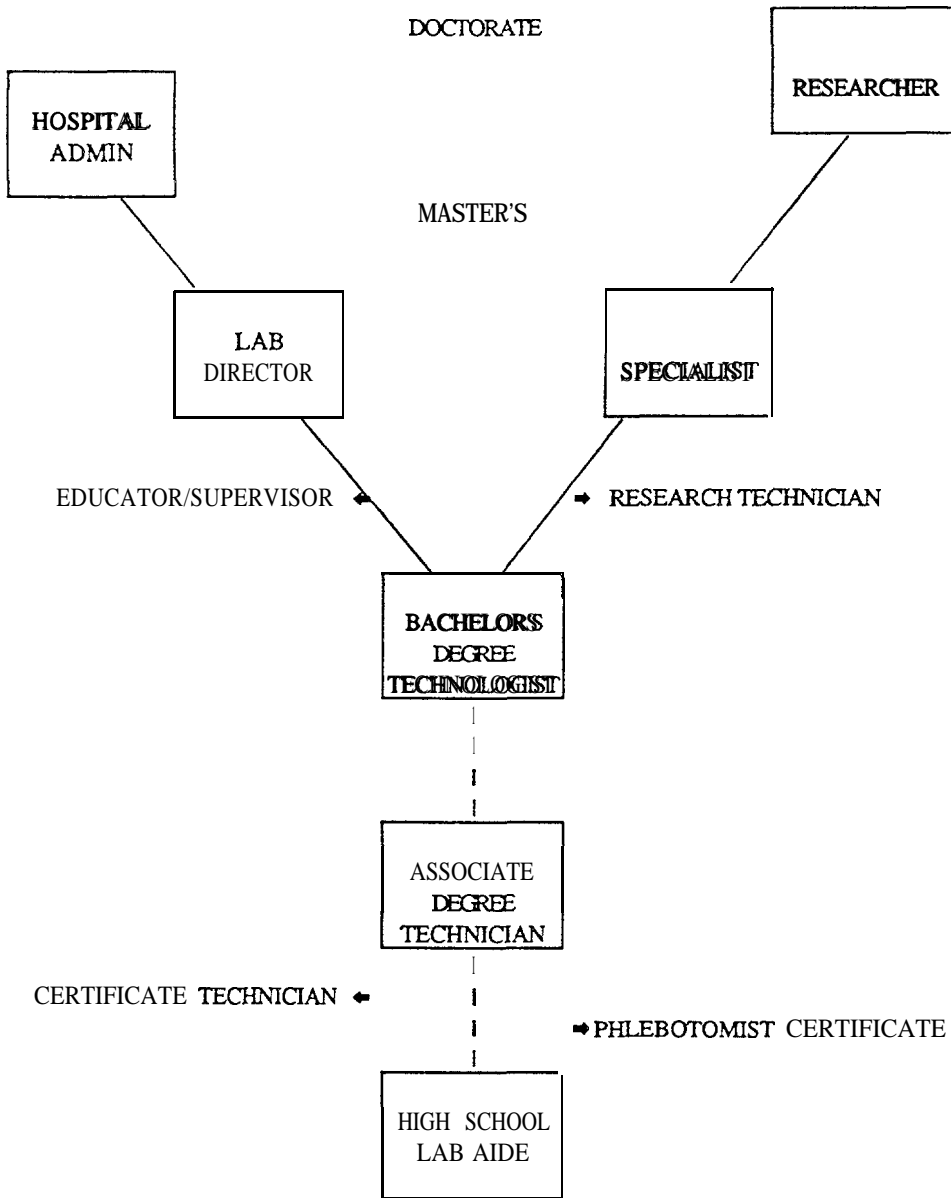 DOCTORATE
RESEARCHER
HOSPITAL
ADMIN
MASTER'S
LAB
DIRECTOR
SPECIALIST
EDUCATOR/SUPERVISOR
RESEARCH TECHNICIAN
BACHELORS
DEGREE
TECHNOLOGIST
ASSOCIATE
DEGREE
TECHNICIAN
CERTIFICATE TECHNICIAN
PHLEBOTOMIST CERTIFICATE
HIGH SCHOOL
LAB AIDE